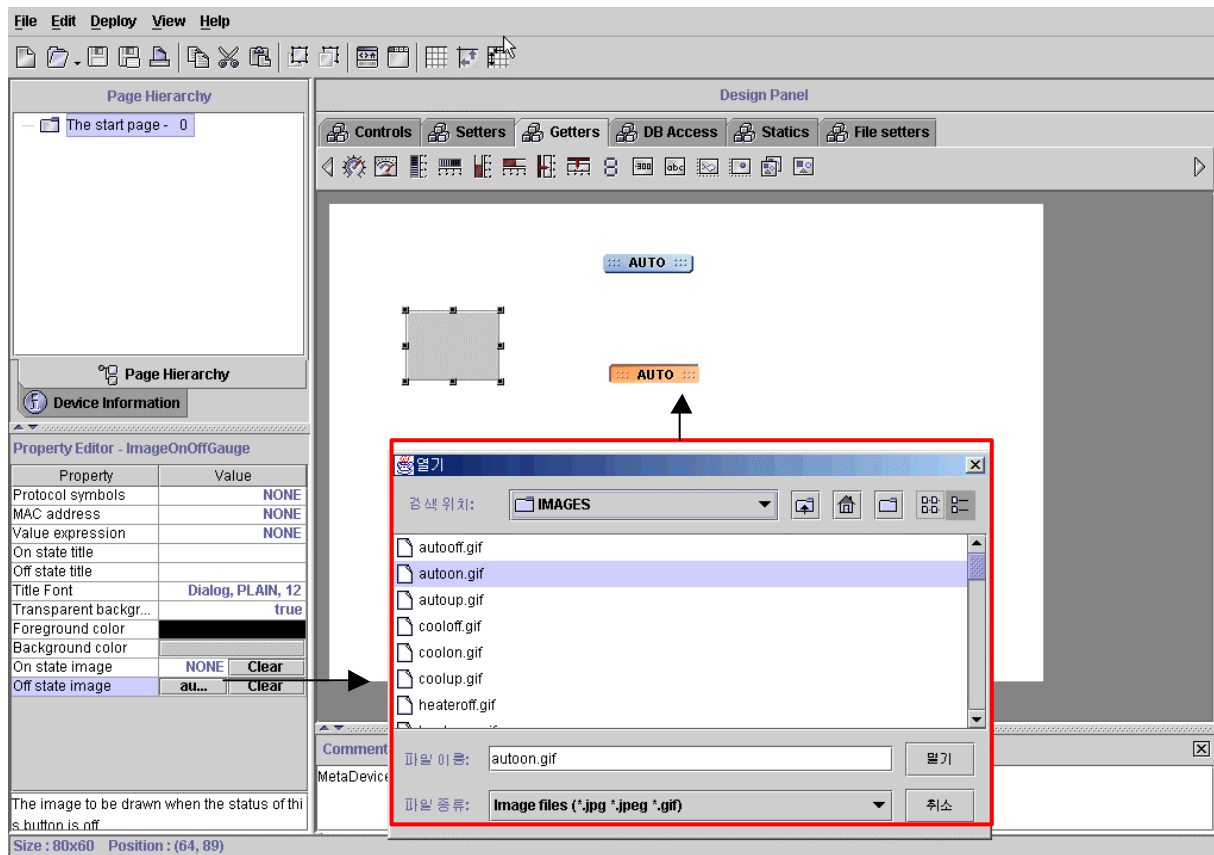 File Edit Deploy View Help
Page Hierarchy
The start page - 0
Page Hierarchy
Device Information
Design Panel
Controls Setters Getters DB Access Statics File setters
AUTO
AUTO
Property Editor - ImageOnOffGauge
Property Value
Protocol symbols NONE
MAC address NONE
Value expression NONE
On state title
Off state title
Title Font Dialog, PLAIN, 12
Transparent backgr... true
Foreground color
Background color
On state image NONE Clear
Off state image au... Clear
The image to be drawn when the status of thi
s button is off
Size : 80x60 Position : (64, 89)
열기
검색 위치: IMAGES
autooff.gif
autoon.gif
autoup.gif
cooloff.gif
coolon.gif
coolup.gif
heateroff.gif
파일 이름: autoon.gif 열기
파일 종류: Image files (*.jpg *.jpeg *.gif) 취소
Comment
MetaDevice